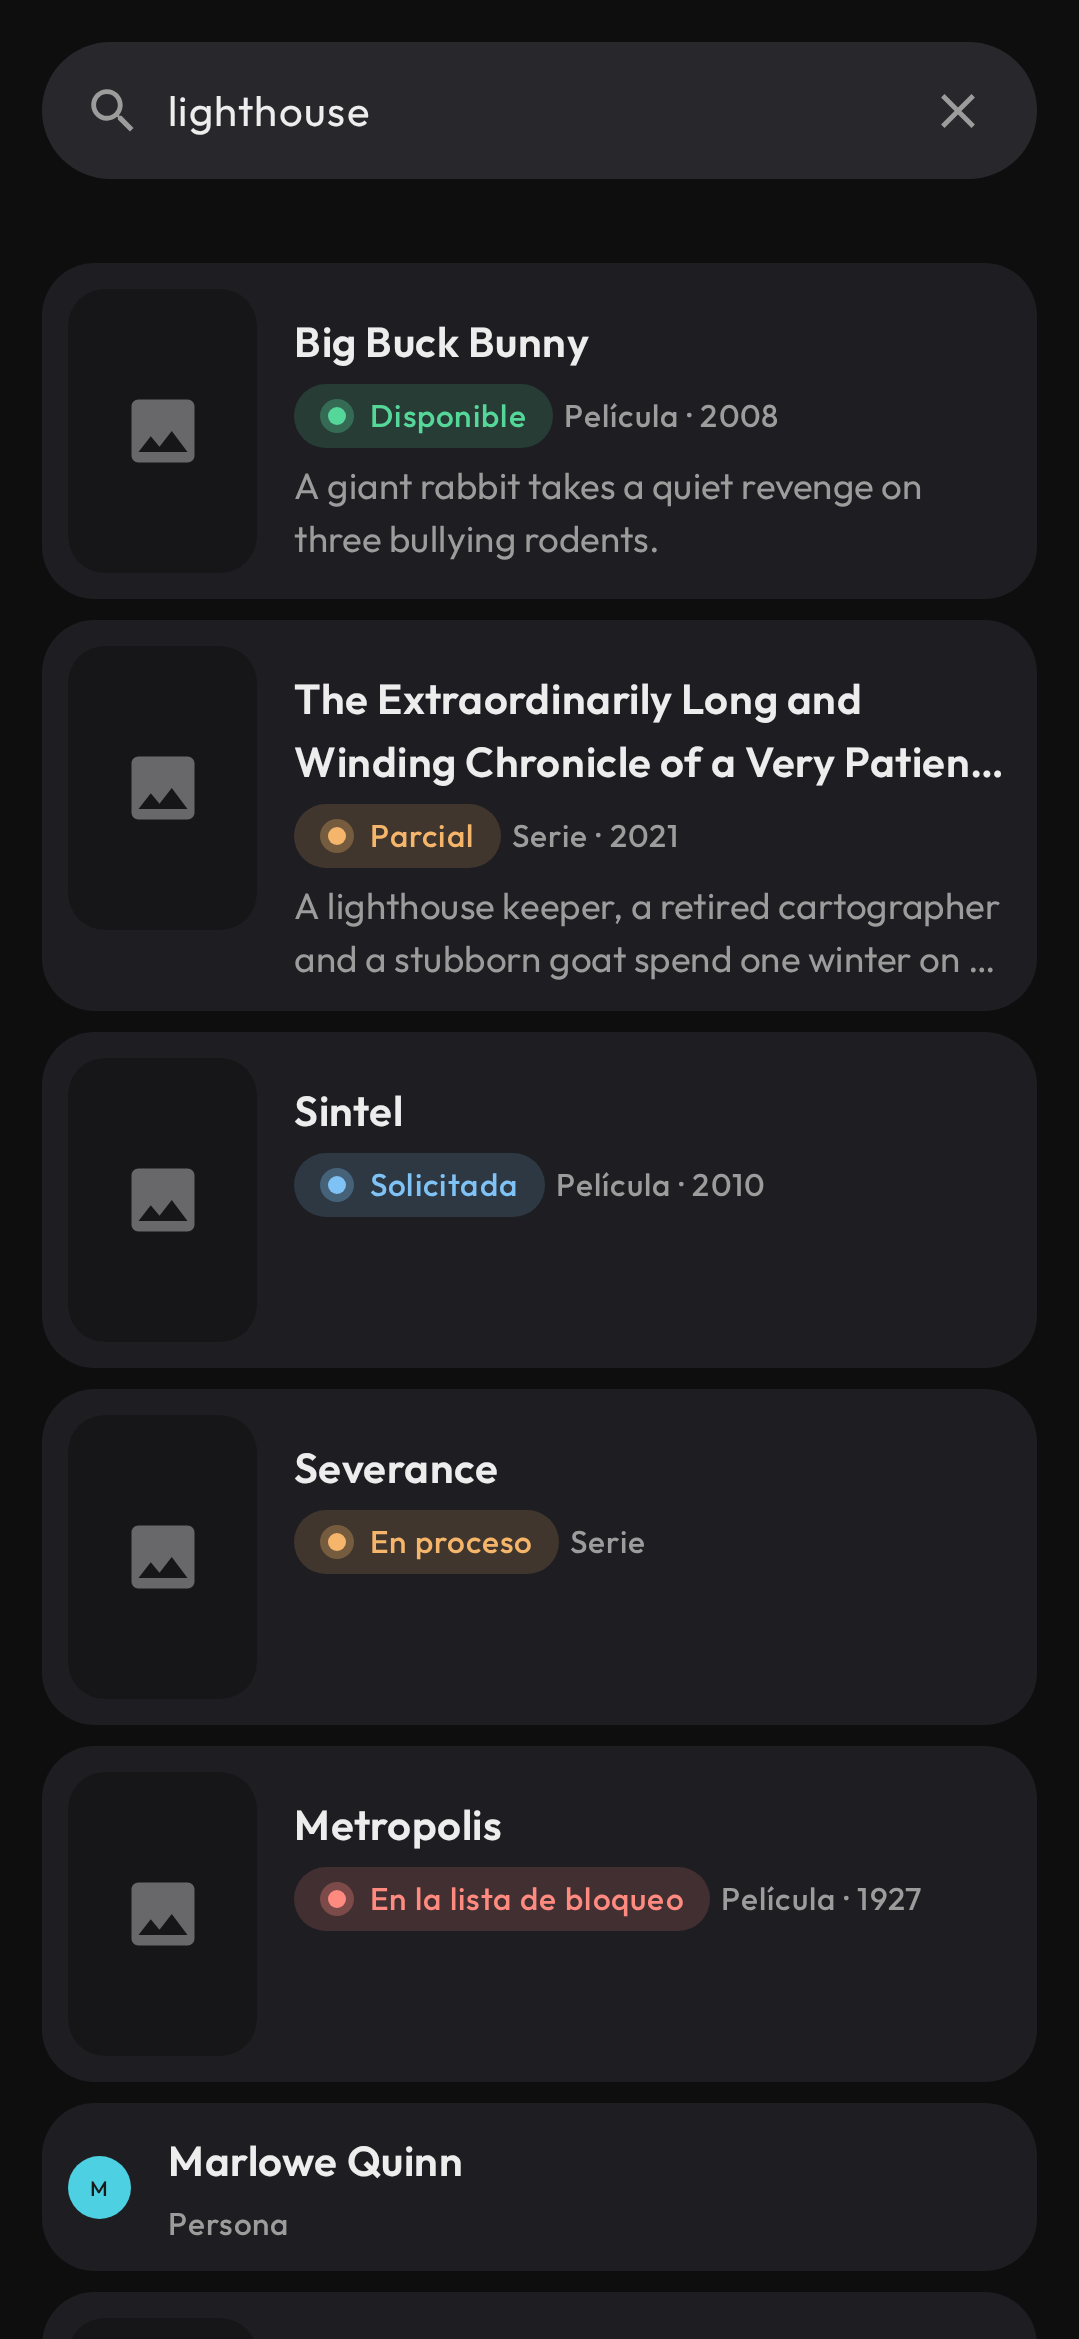 lighthouse
Big Buck Bunny
Disponible Película · 2008
A giant rabbit takes a quiet revenge on
three bullying rodents.
The Extraordinarily Long and
Winding Chronicle of a Very Patien...
Parcial Serie · 2021
A lighthouse keeper, a retired cartographer
and a stubborn goat spend one winter on ...
Sintel
Solicitada Película · 2010
Severance
En proceso Serie
Metropolis
En la lista de bloqueo Película · 1927
Marlowe Quinn
M
Persona